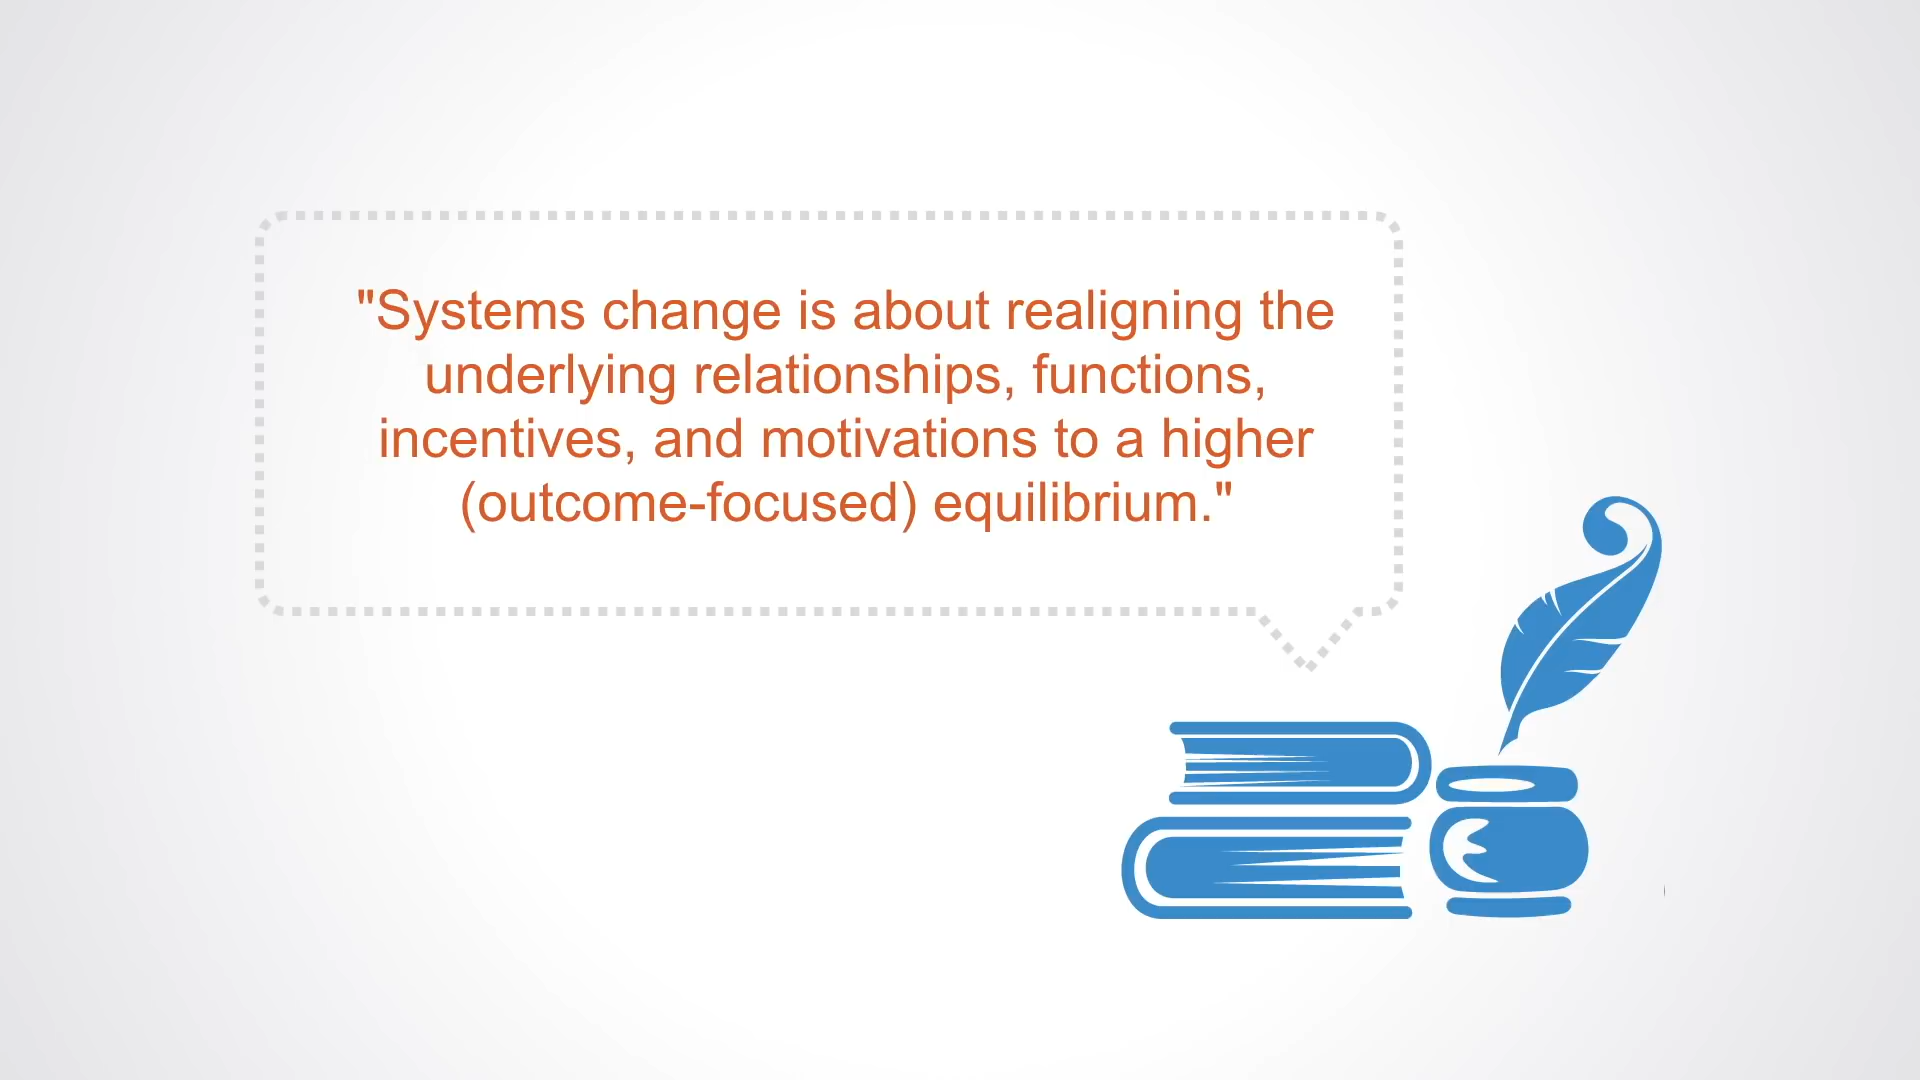 "Systems change is about realigning the
underlying relationships, functions,
incentives, and motivations to a higher
(outcome-focused) equilibrium."